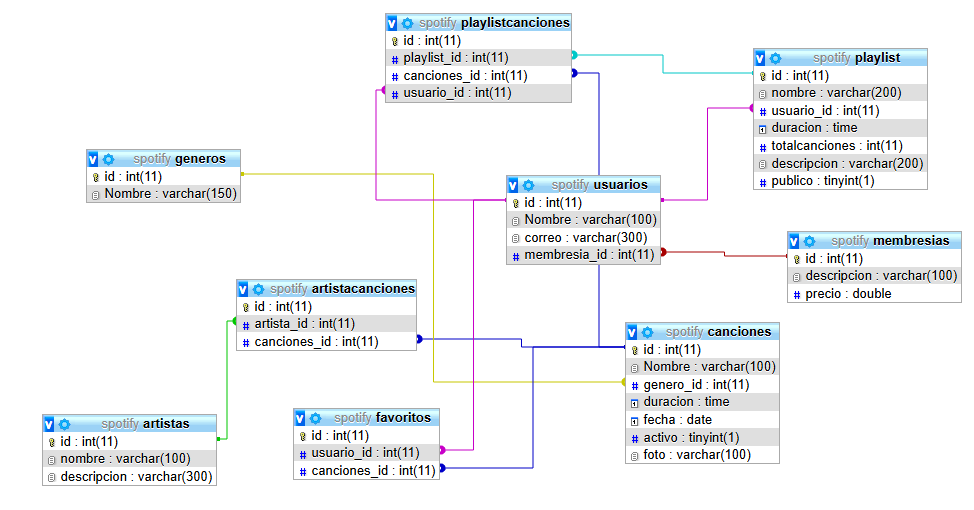 spotify playlistcanciones
id : int(11)
playlist_id : int(11)
canciones_id : int(11)
usuario_id : int(11)
spotify playlist
id : int(11)
nombre : varchar(200)
usuario_id : int(11)
duracion : time
totalcanciones : int(11)
descripcion : varchar(200)
publico : tinyint(1)
spotify generos
id : int(11)
Nombre : varchar(150)
spotify usuarios
id : int(11)
Nombre : varchar(100)
correo : varchar(300)
membresia_id : int(11)
spotify membresias
id : int(11)
descripcion : varchar(100)
precio : double
spotify artistacanciones
id : int(11)
artista_id : int(11)
canciones_id : int(11)
spotify canciones
id : int(11)
Nombre : varchar(100)
genero_id : int(11)
duracion : time
fecha : date
activo : tinyint(1)
foto : varchar(100)
spotify artistas
id : int(11)
nombre : varchar(100)
descripcion : varchar(300)
spotify favoritos
id : int(11)
usuario_id : int(11)
canciones_id : int(11)